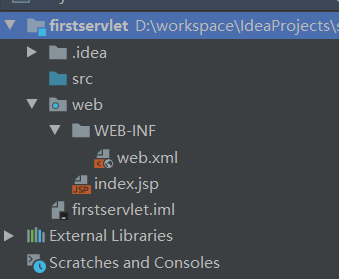 firstservlet D:\workspace\IdeaProjects\
.idea
src
web
WEB-INF
web.xml
index.jsp
firstservlet.iml
External Libraries
Scratches and Consoles